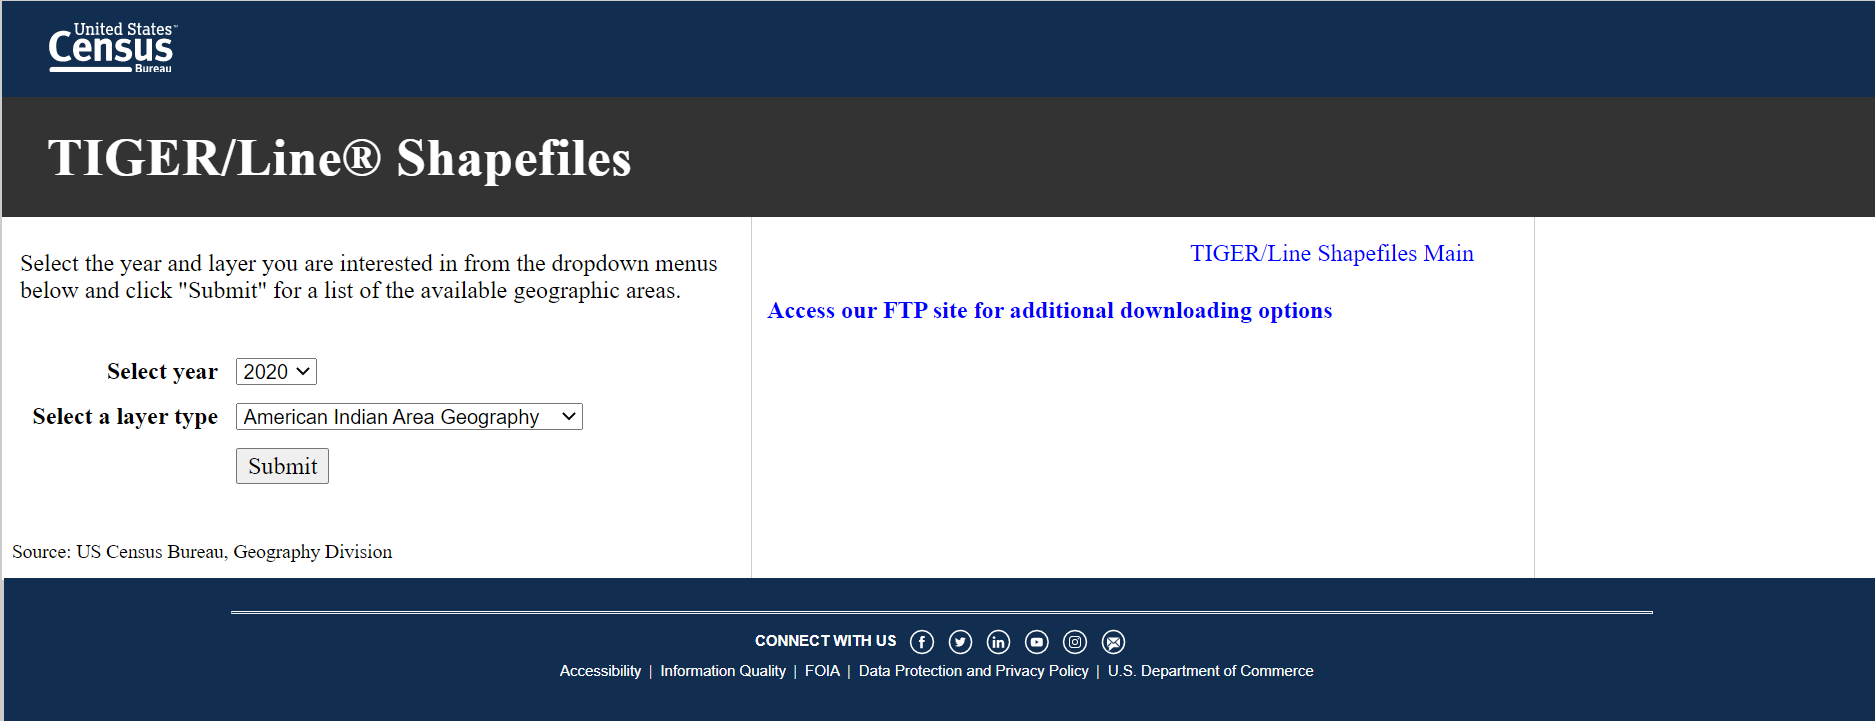 United States™
Census
Bureau
TIGER/Line® Shapefiles
Select the year and layer you are interested in from the dropdown menus
below and click "Submit" for a list of the available geographic areas.
Select year 2020
Select a layer type American Indian Area Geography
Submit
Source: US Census Bureau, Geography Division
TIGER/Line Shapefiles Main
Access our FTP site for additional downloading options
CONNECT WITH US
Accessibility | Information Quality | FOIA | Data Protection and Privacy Policy | U.S. Department of Commerce